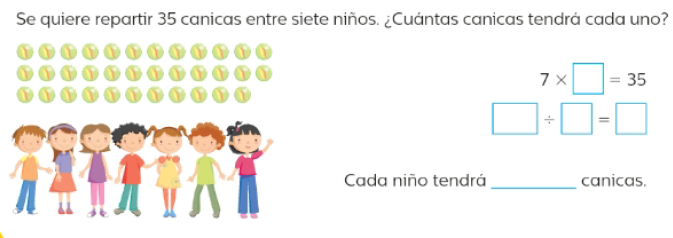 Se quiere repartir 35 canicas entre siete niños. ¿Cuántas canicas tendrá cada uno?
7 × = 35
÷ =
Cada niño tendrá ________ canicas.